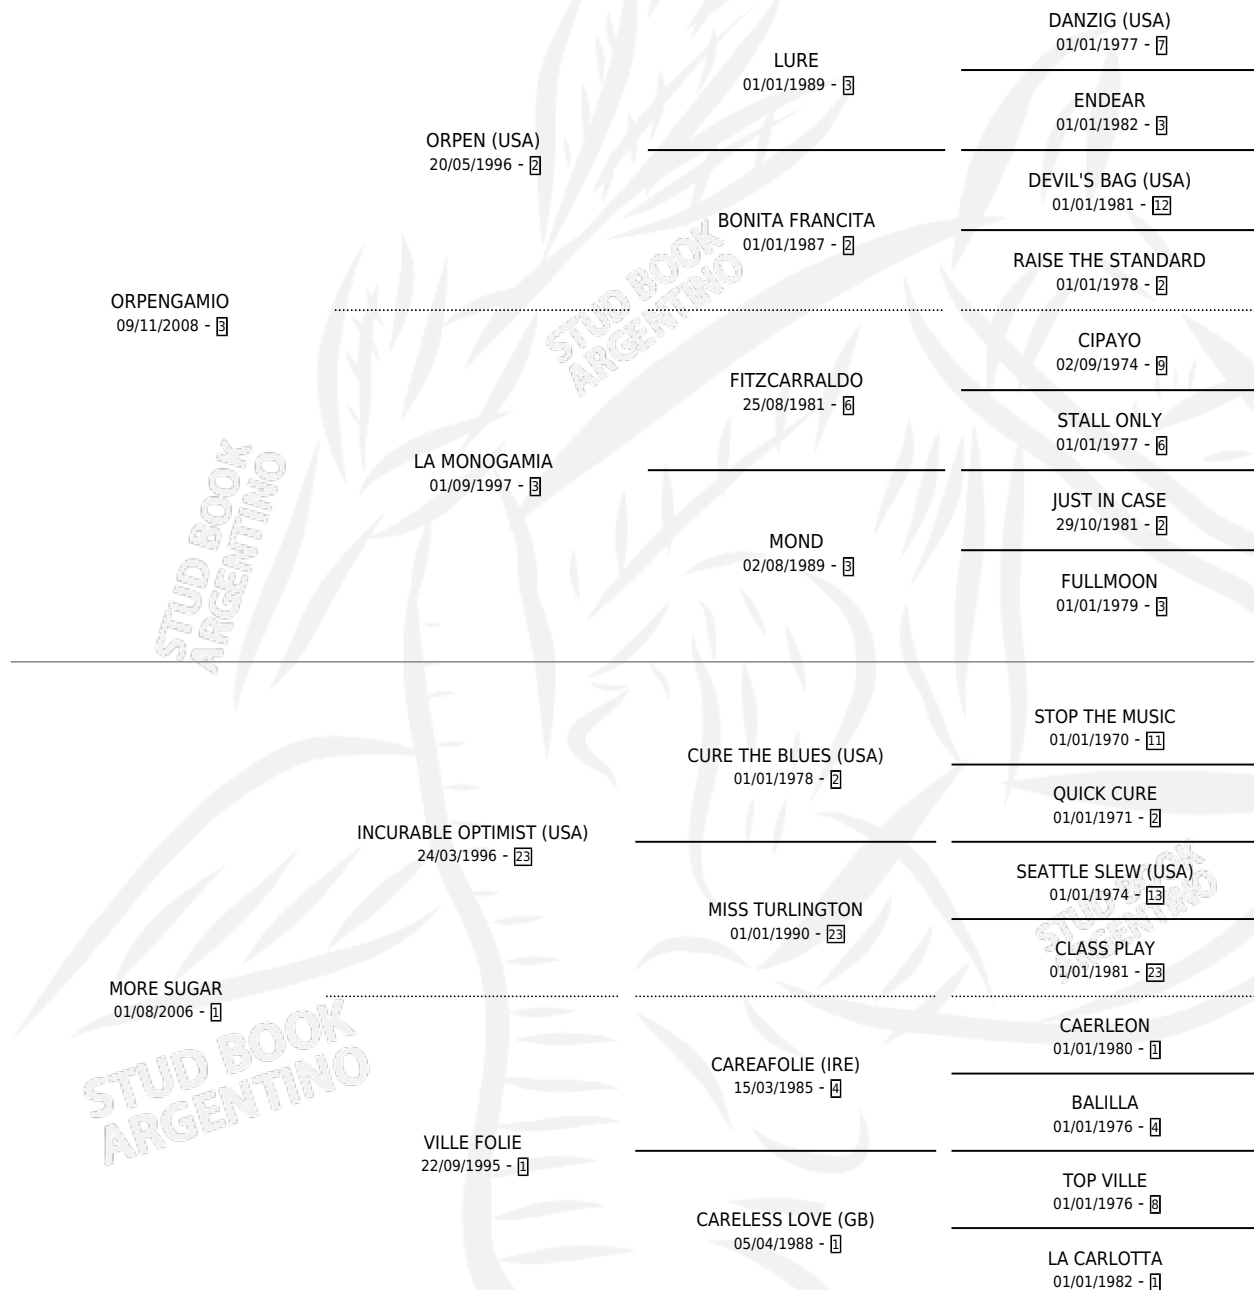 DANZIG (USA)
01/01/1977 - 7
LURE
01/01/1989 - 3
ENDEAR
01/01/1982 - 3
ORPEN (USA)
20/05/1996 - 2
DEVIL'S BAG (USA)
01/01/1981 - 12
BONITA FRANCITA
01/01/1987 - 2
RAISE THE STANDARD
01/01/1978 - 2
ORPENGAMIO
09/11/2008 - 3
STUD BOOK
ARGENTINO
CIPAYO
02/09/1974 - 9
FITZCARRALDO
25/08/1981 - 6
STALL ONLY
01/01/1977 - 6
LA MONOGAMIA
01/09/1997 - 3
JUST IN CASE
29/10/1981 - 2
MOND
02/08/1989 - 3
FULLMOON
01/01/1979 - 3
STUD BOOK
ARGENTINO
STOP THE MUSIC
01/01/1970 - 11
CURE THE BLUES (USA)
01/01/1978 - 2
QUICK CURE
01/01/1971 - 2
INCURABLE OPTIMIST (USA)
24/03/1996 - 23
SEATTLE SLEW (USA)
01/01/1974 - 13
MISS TURLINGTON
01/01/1990 - 23
STUD BOOK
ARGENTINO
CLASS PLAY
01/01/1981 - 23
MORE SUGAR
01/08/2006 - 1
CAERLEON
01/01/1980 - 1
CAREAFOLIE (IRE)
15/03/1985 - 4
STUD BOOK
ARGENTINO
BALILLA
01/01/1976 - 4
VILLE FOLIE
22/09/1995 - 1
TOP VILLE
01/01/1976 - 8
CARELESS LOVE (GB)
05/04/1988 - 1
LA CARLOTTA
01/01/1982 - 1